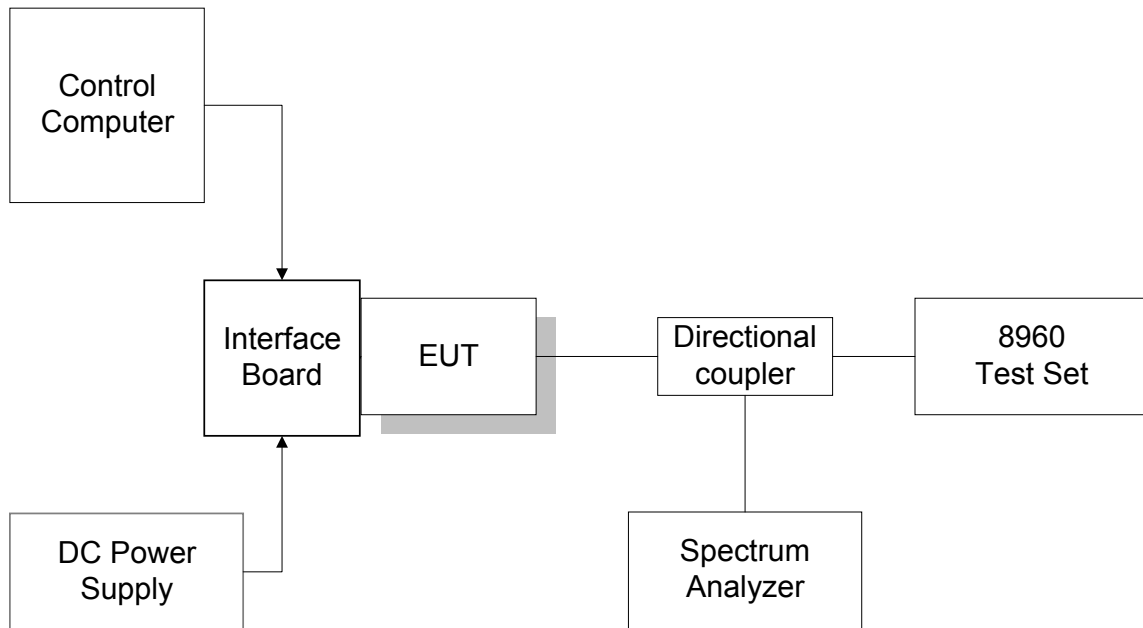 Control
Computer
Interface
Board
EUT
Directional
coupler
8960
Test Set
DC Power
Supply
Spectrum
Analyzer